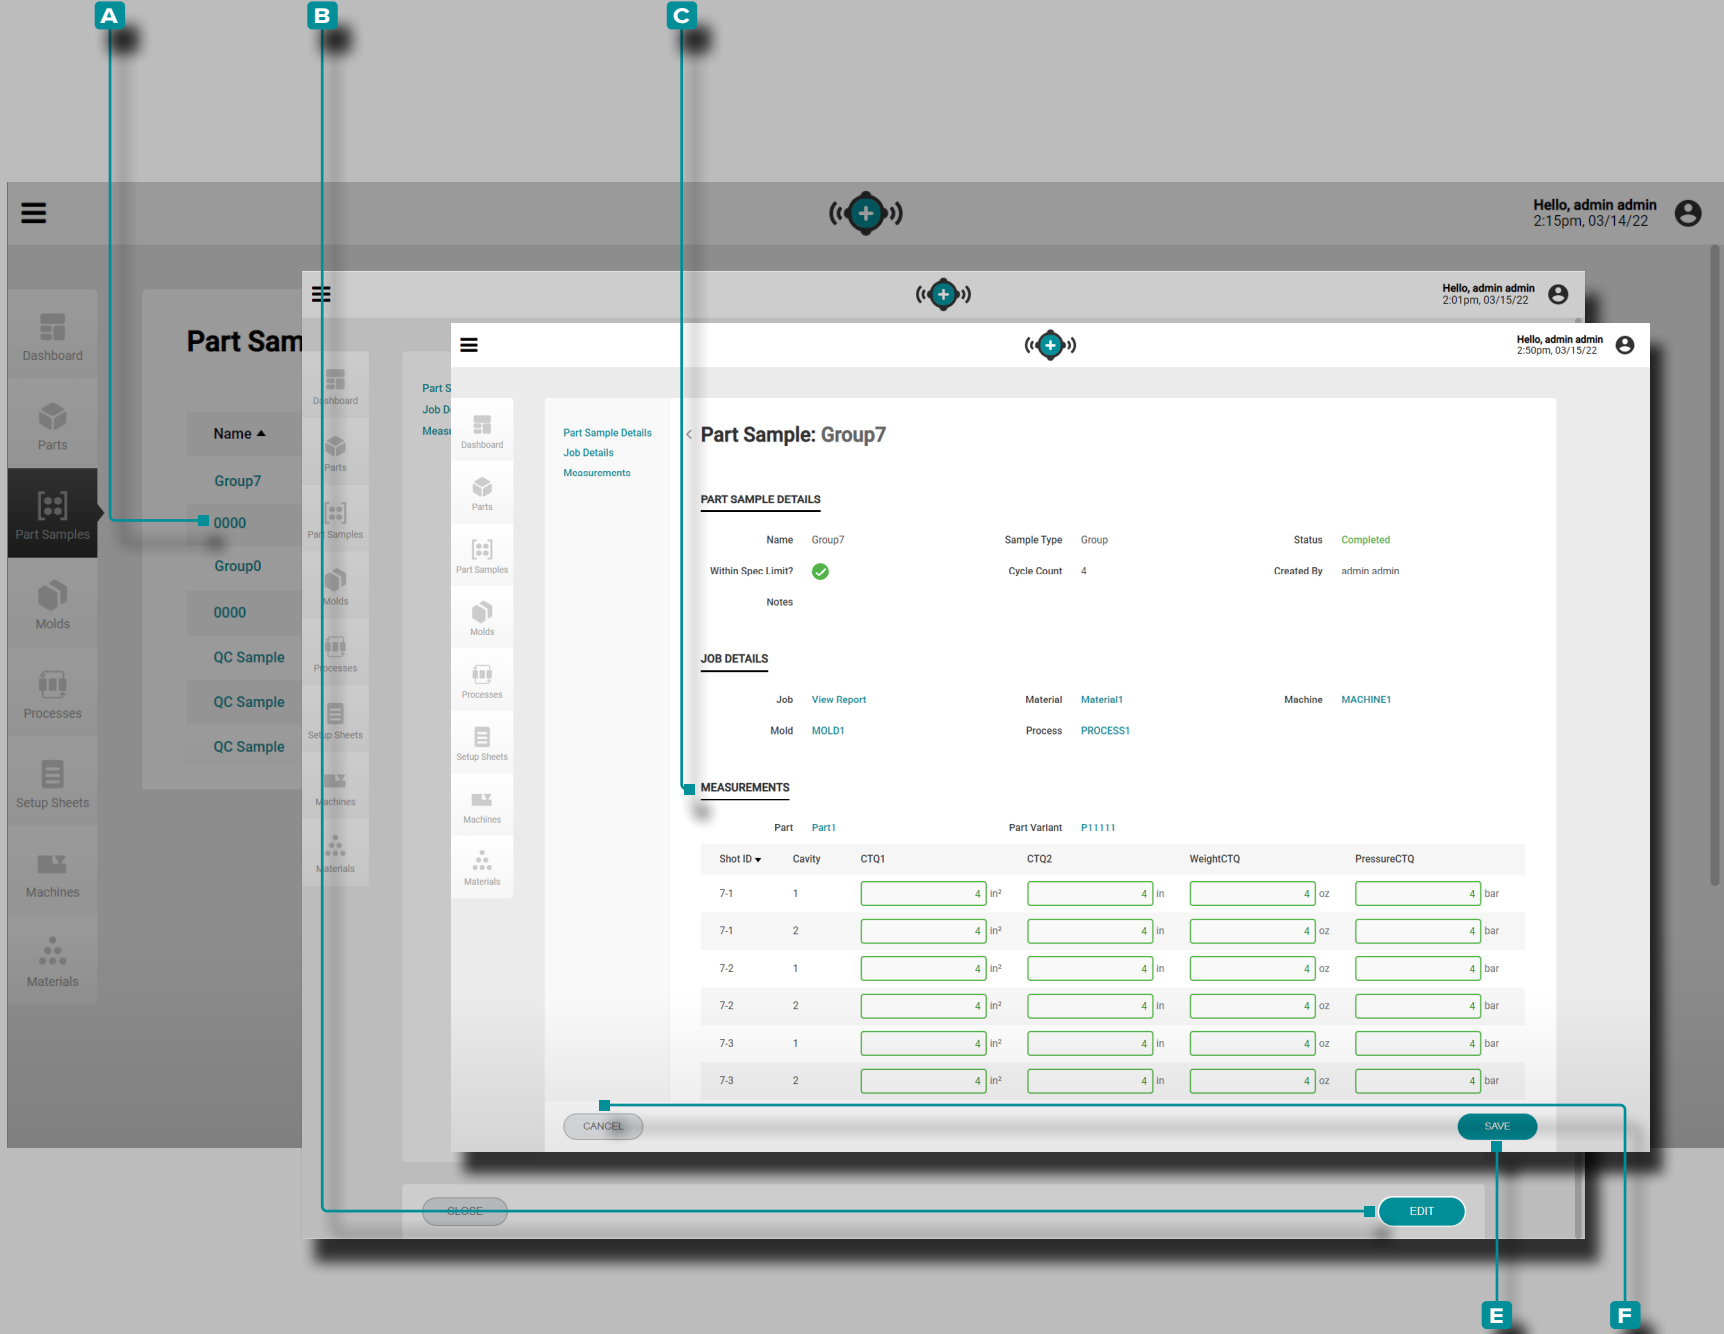 A
B
C
Hello, admin admin
2:15pm, 03/14/22
Dashboard
Parts
Part Samples
Molds
Processes
Setup Sheets
Machines
Materials
Part Sam
Name
Group7
0000
Group0
0000
QC Sample
QC Sample
QC Sample
Hello, admin admin
2:01pm, 03/15/22
Dashboard
Parts
Part Samples
Molds
Processes
Setup Sheets
Machines
Materials
Part S
Job D
Measu
CLOSE
EDIT
Hello, admin admin
2:50pm, 03/15/22
Dashboard
Parts
Part Samples
Molds
Processes
Setup Sheets
Machines
Materials
Part Sample Details
Job Details
Measurements
< Part Sample: Group7
PART SAMPLE DETAILS
Name Group7 Sample Type Group Status Completed
Within Spec Limit? Cycle Count 4 Created By admin admin
Notes
JOB DETAILS
Job View Report Material Material1 Machine MACHINE1
Mold MOLD1 Process PROCESS1
MEASUREMENTS
Part Part1 Part Variant P11111
Shot ID Cavity CTQ1 CTQ2 WeightCTQ PressureCTQ
7-1 1 4 in² 4 in 4 oz 4 bar
7-1 2 4 in² 4 in 4 oz 4 bar
7-2 1 4 in² 4 in 4 oz 4 bar
7-2 2 4 in² 4 in 4 oz 4 bar
7-3 1 4 in² 4 in 4 oz 4 bar
7-3 2 4 in² 4 in 4 oz 4 bar
CANCEL
SAVE
E
F